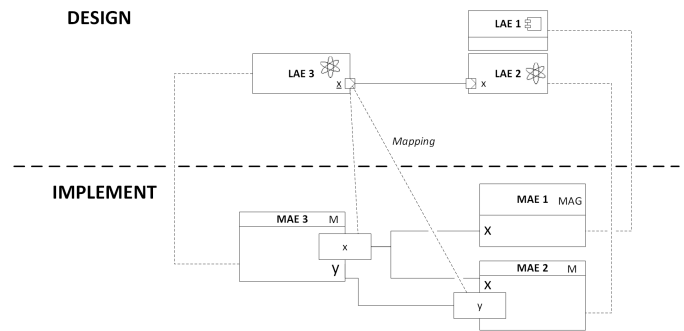 DESIGN
LAE 1
LAE 3
LAE 2
x
x
Mapping
IMPLEMENT
MAE 1 MAG
MAE 3 M
x
X
y
MAE 2 M
X
y